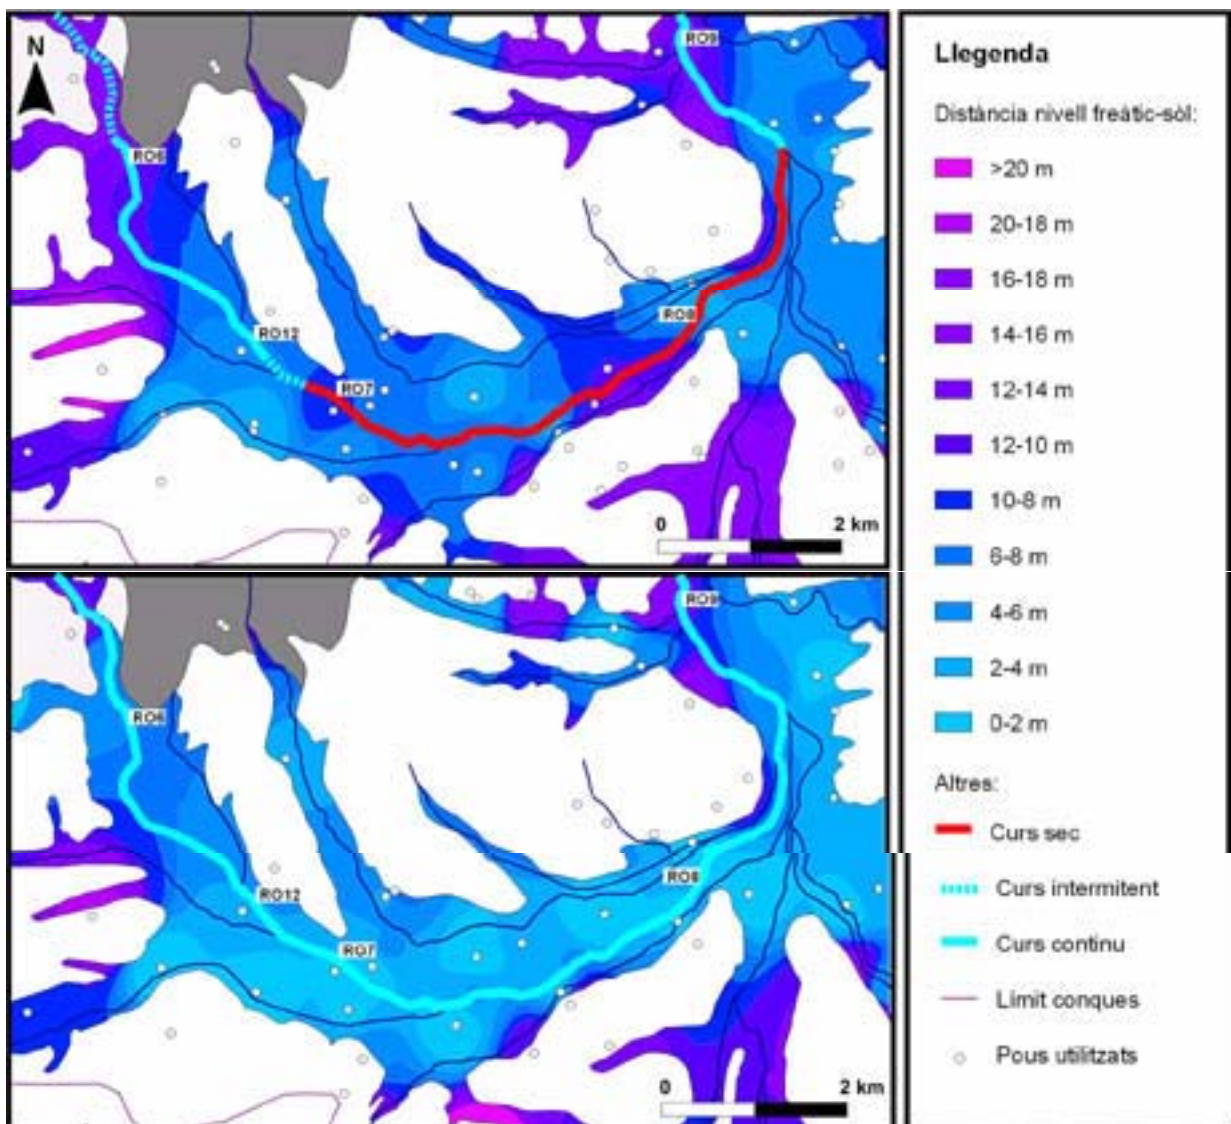 N
RO6
RO9
RO12
RO7
RO8
0 2 km
RO6
RO9
RO12
RO7
RO8
0 2 km
Llegenda
Distància nivell freàtic-sòl:
>20 m
20-18 m
16-18 m
14-16 m
12-14 m
12-10 m
10-8 m
6-8 m
4-6 m
2-4 m
0-2 m
Altres:
Curs sec
Curs intermitent
Curs continu
Límit conques
Pous utilitzats